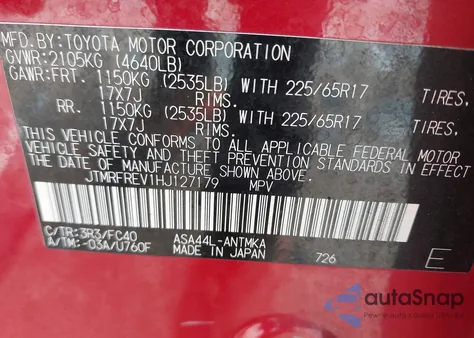 MFD. BY: TOYOTA MOTOR CORPORATION
GVWR: 2105KG (4640LB)
GAWR: FRT. 1150KG (2535LB) WITH 225/65R17 TIRES,
17X7J RIMS.
RR. 1150KG (2535LB) WITH 225/65R17 TIRES,
17X7J RIMS.
THIS VEHICLE CONFORMS TO ALL APPLICABLE FEDERAL MOTOR
VEHICLE SAFETY AND THEFT PREVENTION STANDARDS IN EFFECT
ON THE DATE OF MANUFACTURE SHOWN ABOVE.
JTMRFREV1HJ127179 MPV
C/TR: 3R3/FC40 ASA44L-ANTMKA
A/TM: -03A/U760F MADE IN JAPAN 726 E
autoSnap